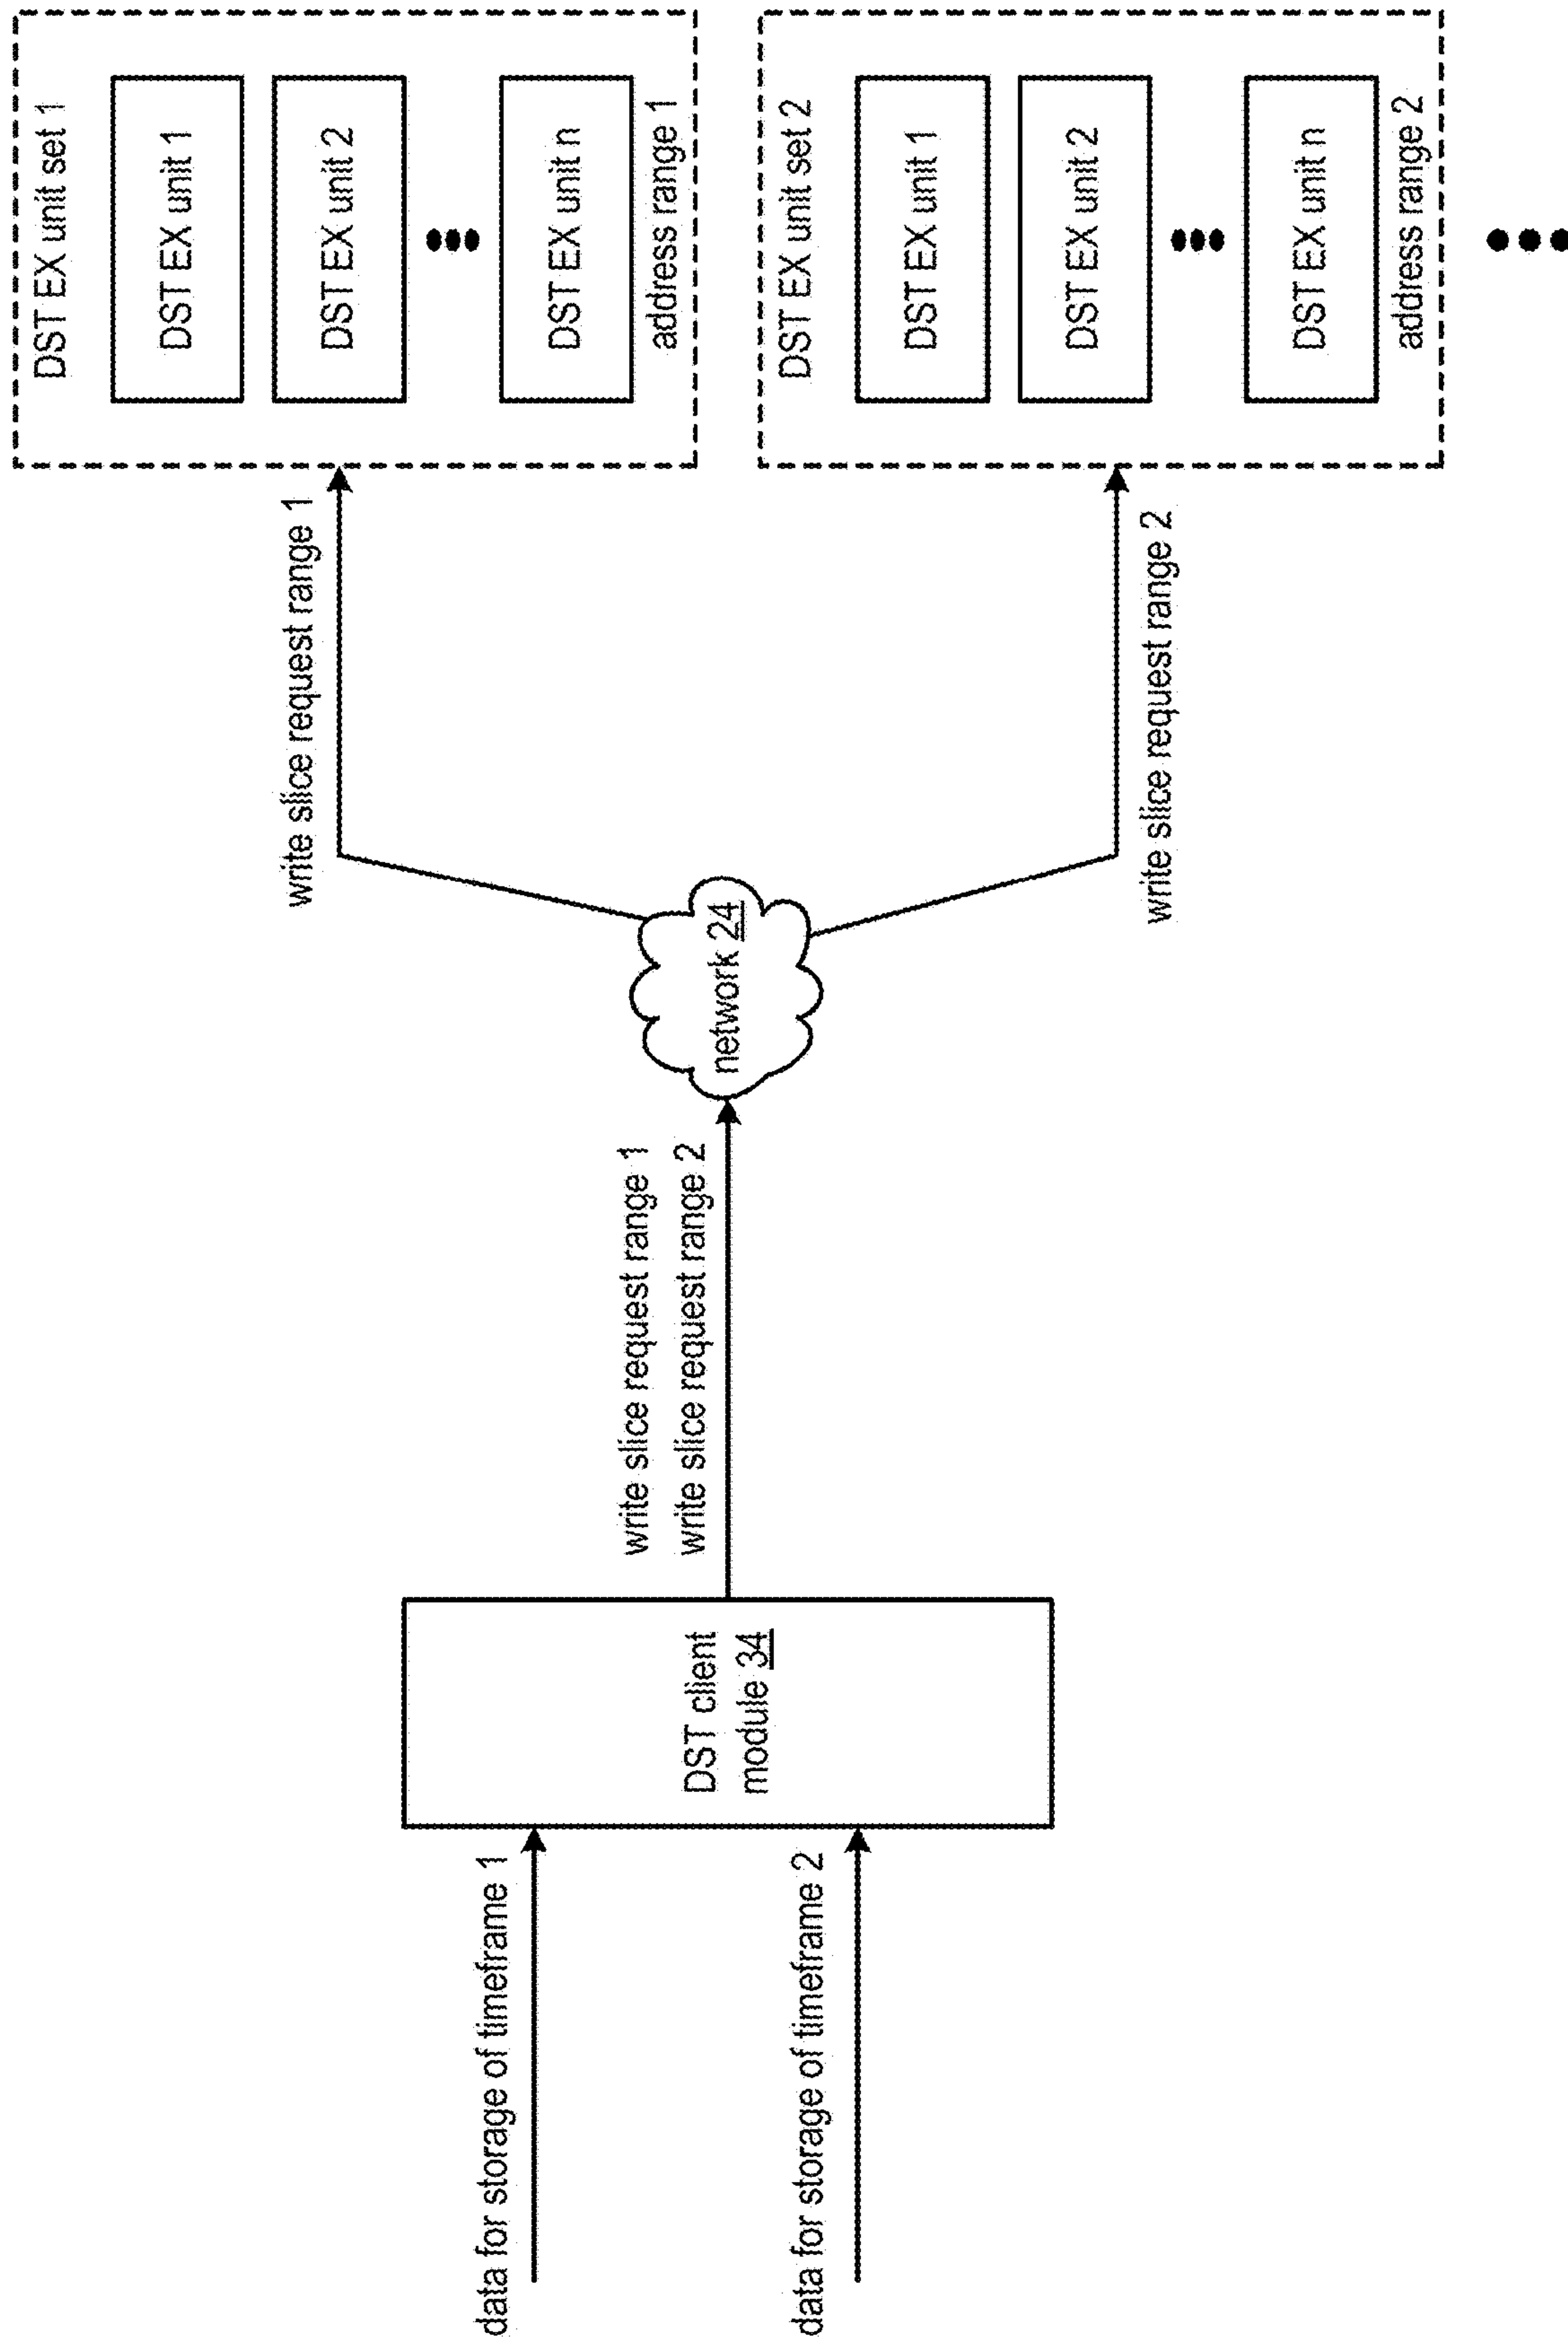 data for storage of timeframe 1
data for storage of timeframe 2
DST client
module 34
write slice request range 1
write slice request range 2
network 24
write slice request range 1
write slice request range 2
DST EX unit set 1
DST EX unit 1
DST EX unit 2
DST EX unit n
address range 1
DST EX unit set 2
DST EX unit 1
DST EX unit 2
DST EX unit n
address range 2